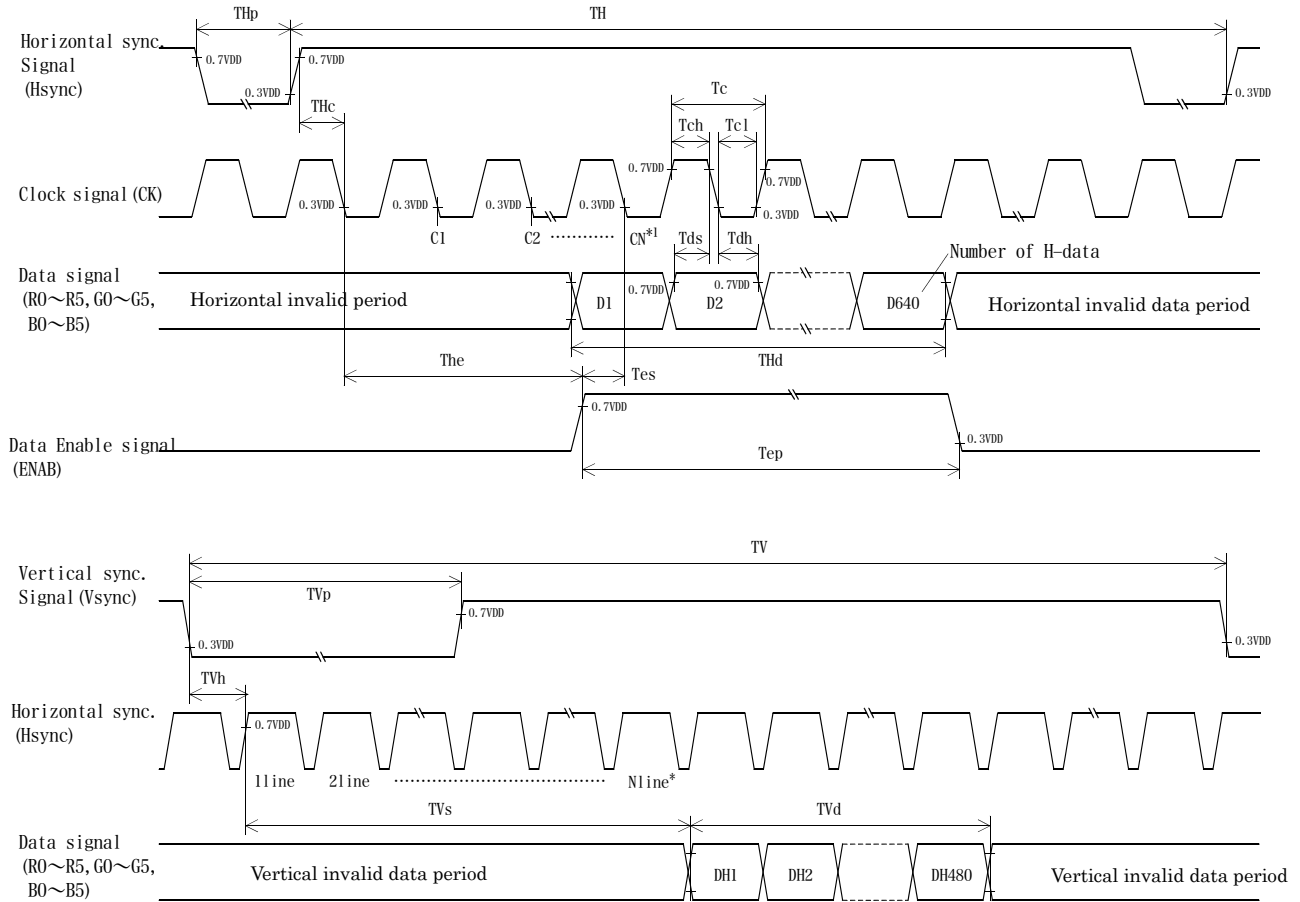 THp
TH
Horizontal sync.
Signal
(Hsync)
0.7VDD
0.3VDD
0.7VDD
0.3VDD
THc
Tc
Tch
Tcl
Clock signal(CK)
0.3VDD
0.3VDD
0.3VDD
0.3VDD
0.7VDD
0.7VDD
0.3VDD
C1
C2
············
CN*1
Tds
Tdh
Number of H-data
Data signal
(R0〜R5,G0〜G5,
B0〜B5)
Horizontal invalid period
D1
0.7VDD
D2
0.7VDD
D640
Horizontal invalid data period
The
Tes
THd
0.7VDD
Data Enable signal
(ENAB)
Tep
0.3VDD
TV
Vertical sync.
Signal(Vsync)
TVp
0.3VDD
0.7VDD
0.3VDD
TVh
Horizontal sync.
(Hsync)
0.7VDD
1line
2line
········································
Nline*
TVs
TVd
Data signal
(R0〜R5,G0〜G5,
B0〜B5)
Vertical invalid data period
DH1
DH2
DH480
Vertical invalid data period